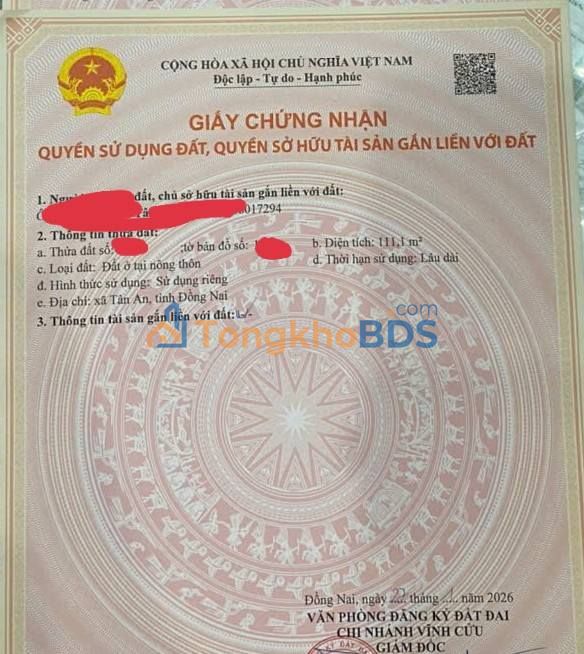 CỘNG HÒA XÃ HỘI CHỦ NGHĨA VIỆT NAM
Độc lập - Tự do - Hạnh phúc
GIẤY CHỨNG NHẬN
QUYỀN SỬ DỤNG ĐẤT, QUYỀN SỞ HỮU TÀI SẢN GẮN LIỀN VỚI ĐẤT
1. đất, chủ sở hữu tài sản gắn liền với đất:
017294
2. Thông tin thửa đất:
a. Thửa đất số: ;tờ bản đồ số: b. Diện tích: 111,1 m²
c. Loại đất: Đất ở tại nông thôn d. Thời hạn sử dụng: Lâu dài
đ. Hình thức sử dụng: Sử dụng riêng
e. Địa chỉ: xã Tân An, tỉnh Đồng Nai
3. Thông tin tài sản gắn liền với đất: -/-
TongkhoBDS.com
Đồng Nai, ngày 22 tháng 1 năm 2026
VĂN PHÒNG ĐĂNG KÝ ĐẤT ĐAI
CHI NHÁNH VĨNH CỬU
GIÁM ĐỐC